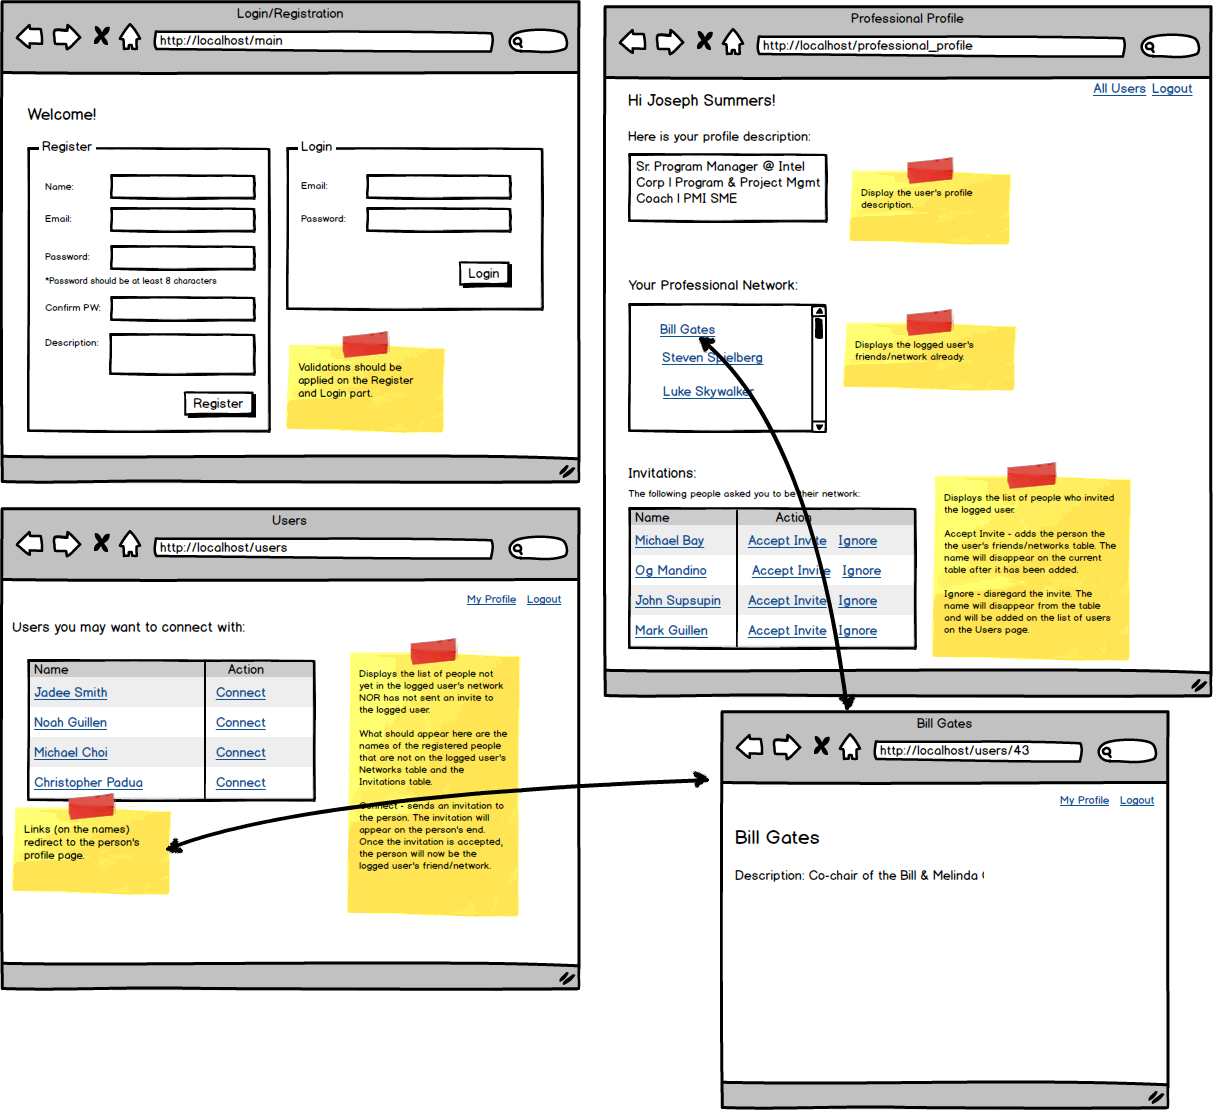 Login/Registration
http://localhost/main
Welcome!
Register
Name:
Email:
Password:
*Password should be at least 8 characters
Confirm PW:
Description:
Register
Login
Email:
Password:
Login
Validations should be
applied on the Register
and Login part.
Professional Profile
http://localhost/professional_profile
All Users Logout
Hi Joseph Summers!
Here is your profile description:
Sr. Program Manager @ Intel
Corp | Program & Project Mgmt
Coach | PMI SME
Display the user's profile
description.
Your Professional Network:
Bill Gates
Steven Spielberg
Luke Skywalker
Displays the logged user's
friends/network already.
Invitations:
The following people asked you to be their network:
Name Action
Michael Bay Accept Invite Ignore
Og Mandino Accept Invite Ignore
John Supsupin Accept Invite Ignore
Mark Guillen Accept Invite Ignore
Displays the list of people who invited
the logged user.
Accept Invite - adds the person the
the user's friends/networks table. The
name will disappear on the current
table after it has been added.
Ignore - disregard the invite. The
name will disappear from the table
and will be added on the list of users
on the Users page.
Users
http://localhost/users
My Profile Logout
Users you may want to connect with:
Name Action
Jadee Smith Connect
Noah Guillen Connect
Michael Choi Connect
Christopher Padua Connect
Links (on the names)
redirect to the person's
profile page.
Displays the list of people not
yet in the logged user's network
NOR has not sent an invite to
the logged user.
What should appear here are the
names of the registered people
that are not on the logged user's
Networks table and the
Invitations table.
Connect - sends an invitation to
the person. The invitation will
appear on the person's end.
Once the invitation is accepted,
the person will now be the
logged user's friend/network.
Bill Gates
http://localhost/users/43
My Profile Logout
Bill Gates
Description: Co-chair of the Bill & Melinda